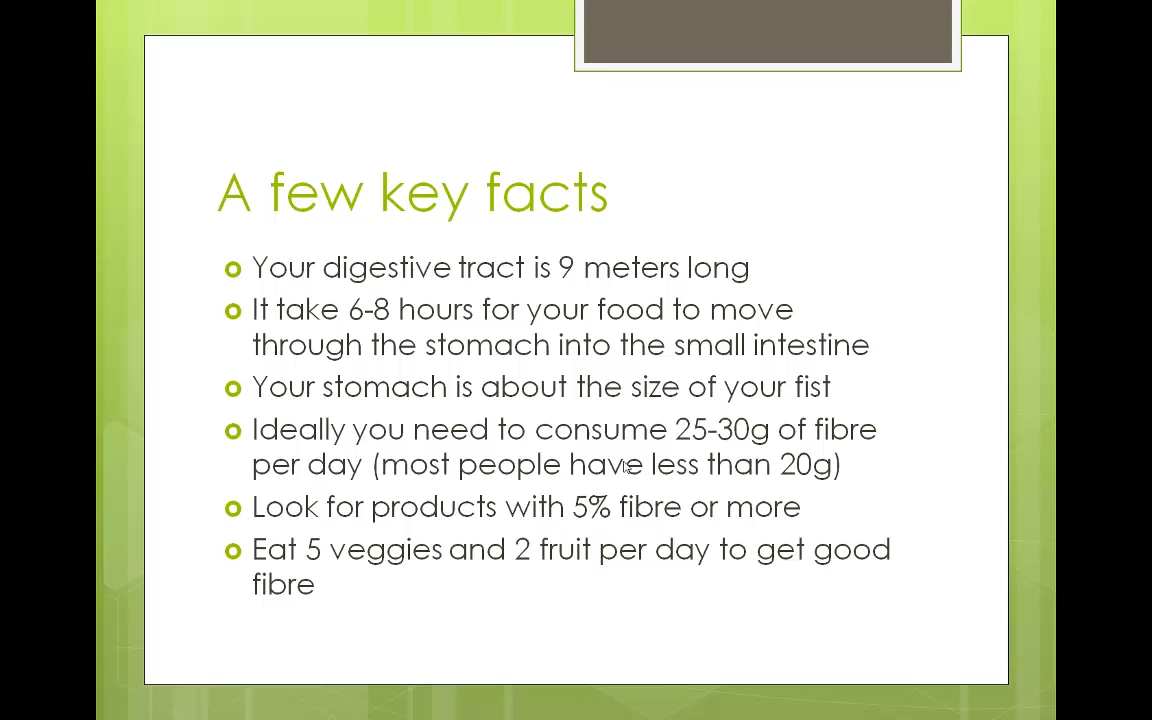 A few key facts
Your digestive tract is 9 meters long
It take 6-8 hours for your food to move
through the stomach into the small intestine
Your stomach is about the size of your fist
Ideally you need to consume 25-30g of fibre
per day (most people have less than 20g)
Look for products with 5% fibre or more
Eat 5 veggies and 2 fruit per day to get good
fibre